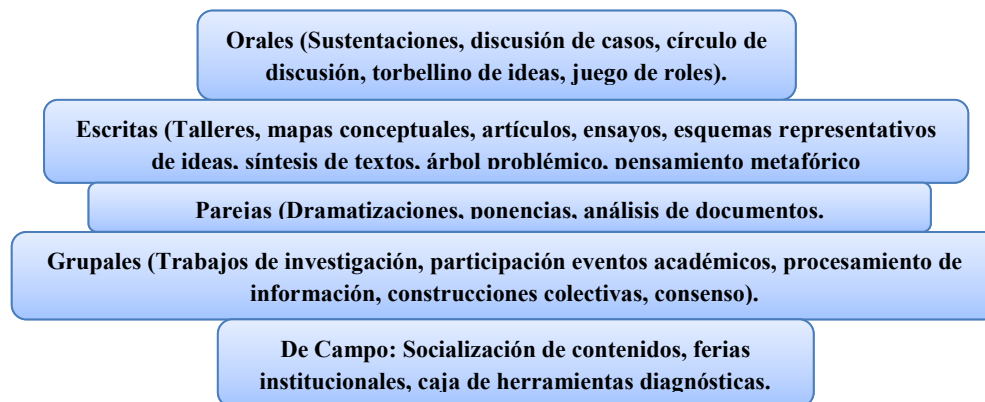 Orales (Sustentaciones, discusión de casos, círculo de
discusión, torbellino de ideas, juego de roles).
Escritas (Talleres, mapas conceptuales, artículos, ensayos, esquemas representativos
de ideas, síntesis de textos, árbol problémico, pensamiento metafórico
Parejas (Dramatizaciones, ponencias, análisis de documentos.
Grupales (Trabajos de investigación, participación eventos académicos, procesamiento de
información, construcciones colectivas, consenso).
De Campo: Socialización de contenidos, ferias
institucionales, caja de herramientas diagnósticas.